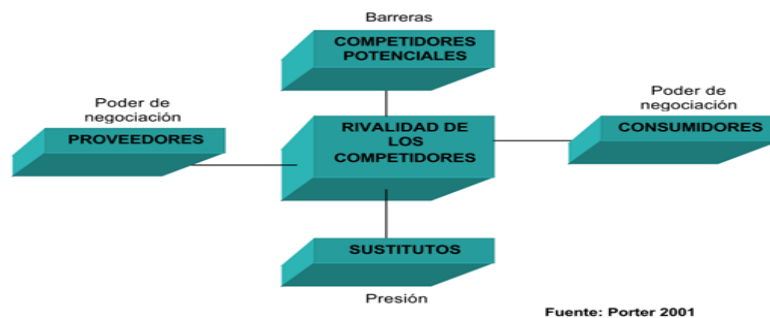 Barreras
COMPETIDORES
POTENCIALES
Poder de
negociación
PROVEEDORES
RIVALIDAD DE
LOS
COMPETIDORES
Poder de
negociación
CONSUMIDORES
SUSTITUTOS
Presión
Fuente: Porter 2001